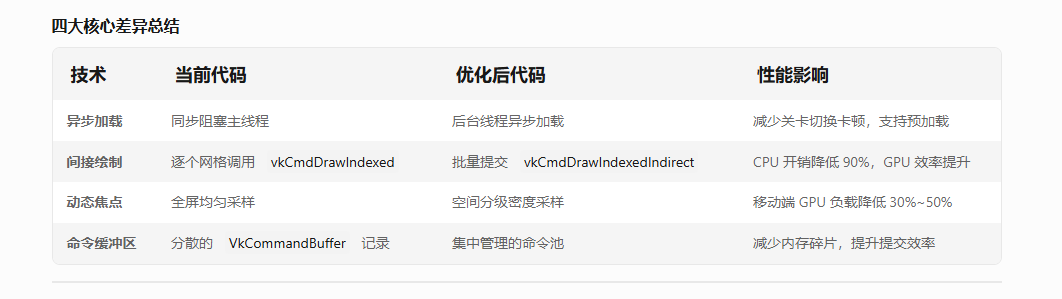 四大核心差异总结
技术 当前代码 优化后代码 性能影响
异步加载 同步阻塞主线程 后台线程异步加载 减少关卡切换卡顿，支持预加载
间接绘制 逐个网格调用 vkCmdDrawIndexed 批量提交 vkCmdDrawIndexedIndirect CPU 开销降低 90%，GPU 效率提升
动态焦点 全屏均匀采样 空间分级密度采样 移动端 GPU 负载降低 30%~50%
命令缓冲区 分散的 VkCommandBuffer 记录 集中管理的命令池 减少内存碎片，提升提交效率